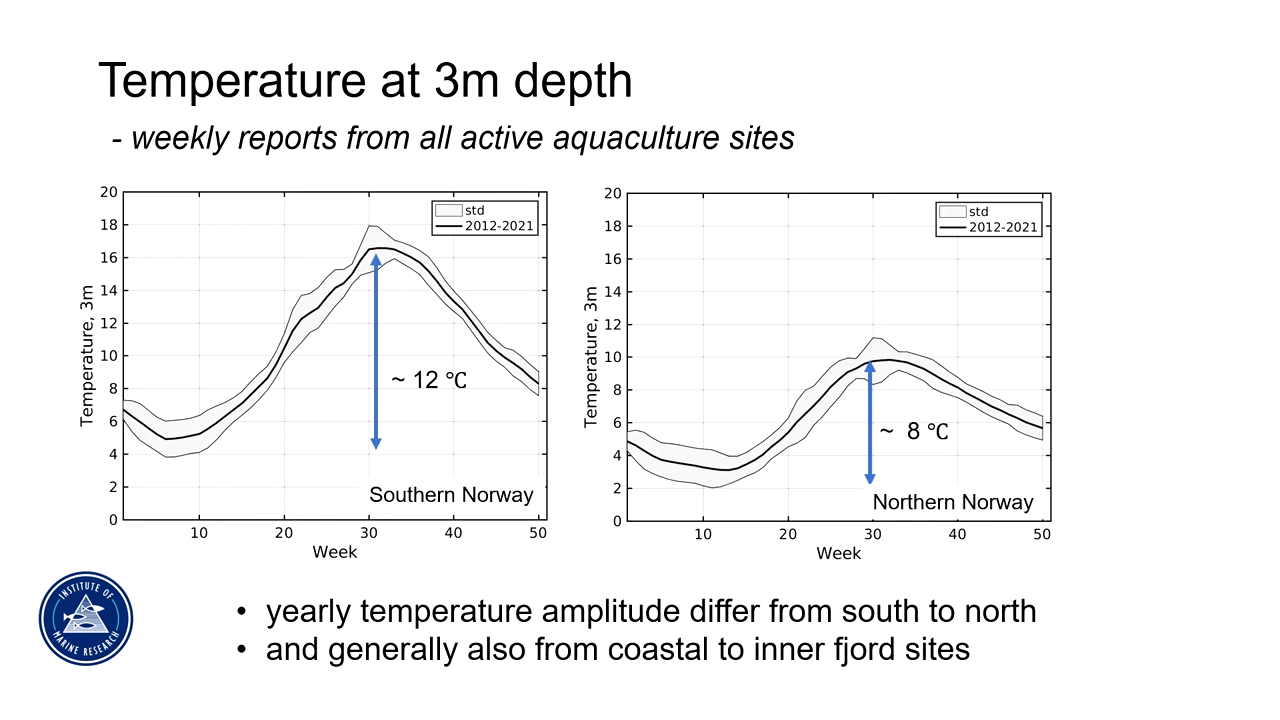 Temperature at 3m depth
- weekly reports from all active aquaculture sites
20
18
16
14
12
10
8
6
4
2
0
Temperature, 3m
std
2012-2021
~ 12 °C
Southern Norway
10 20 30 40 50
Week
20
18
16
14
12
10
8
6
4
2
0
Temperature, 3m
std
2012-2021
~ 8 °C
Northern Norway
10 20 30 40 50
Week
INSTITUTE OF
MARINE RESEARCH
• yearly temperature amplitude differ from south to north
• and generally also from coastal to inner fjord sites